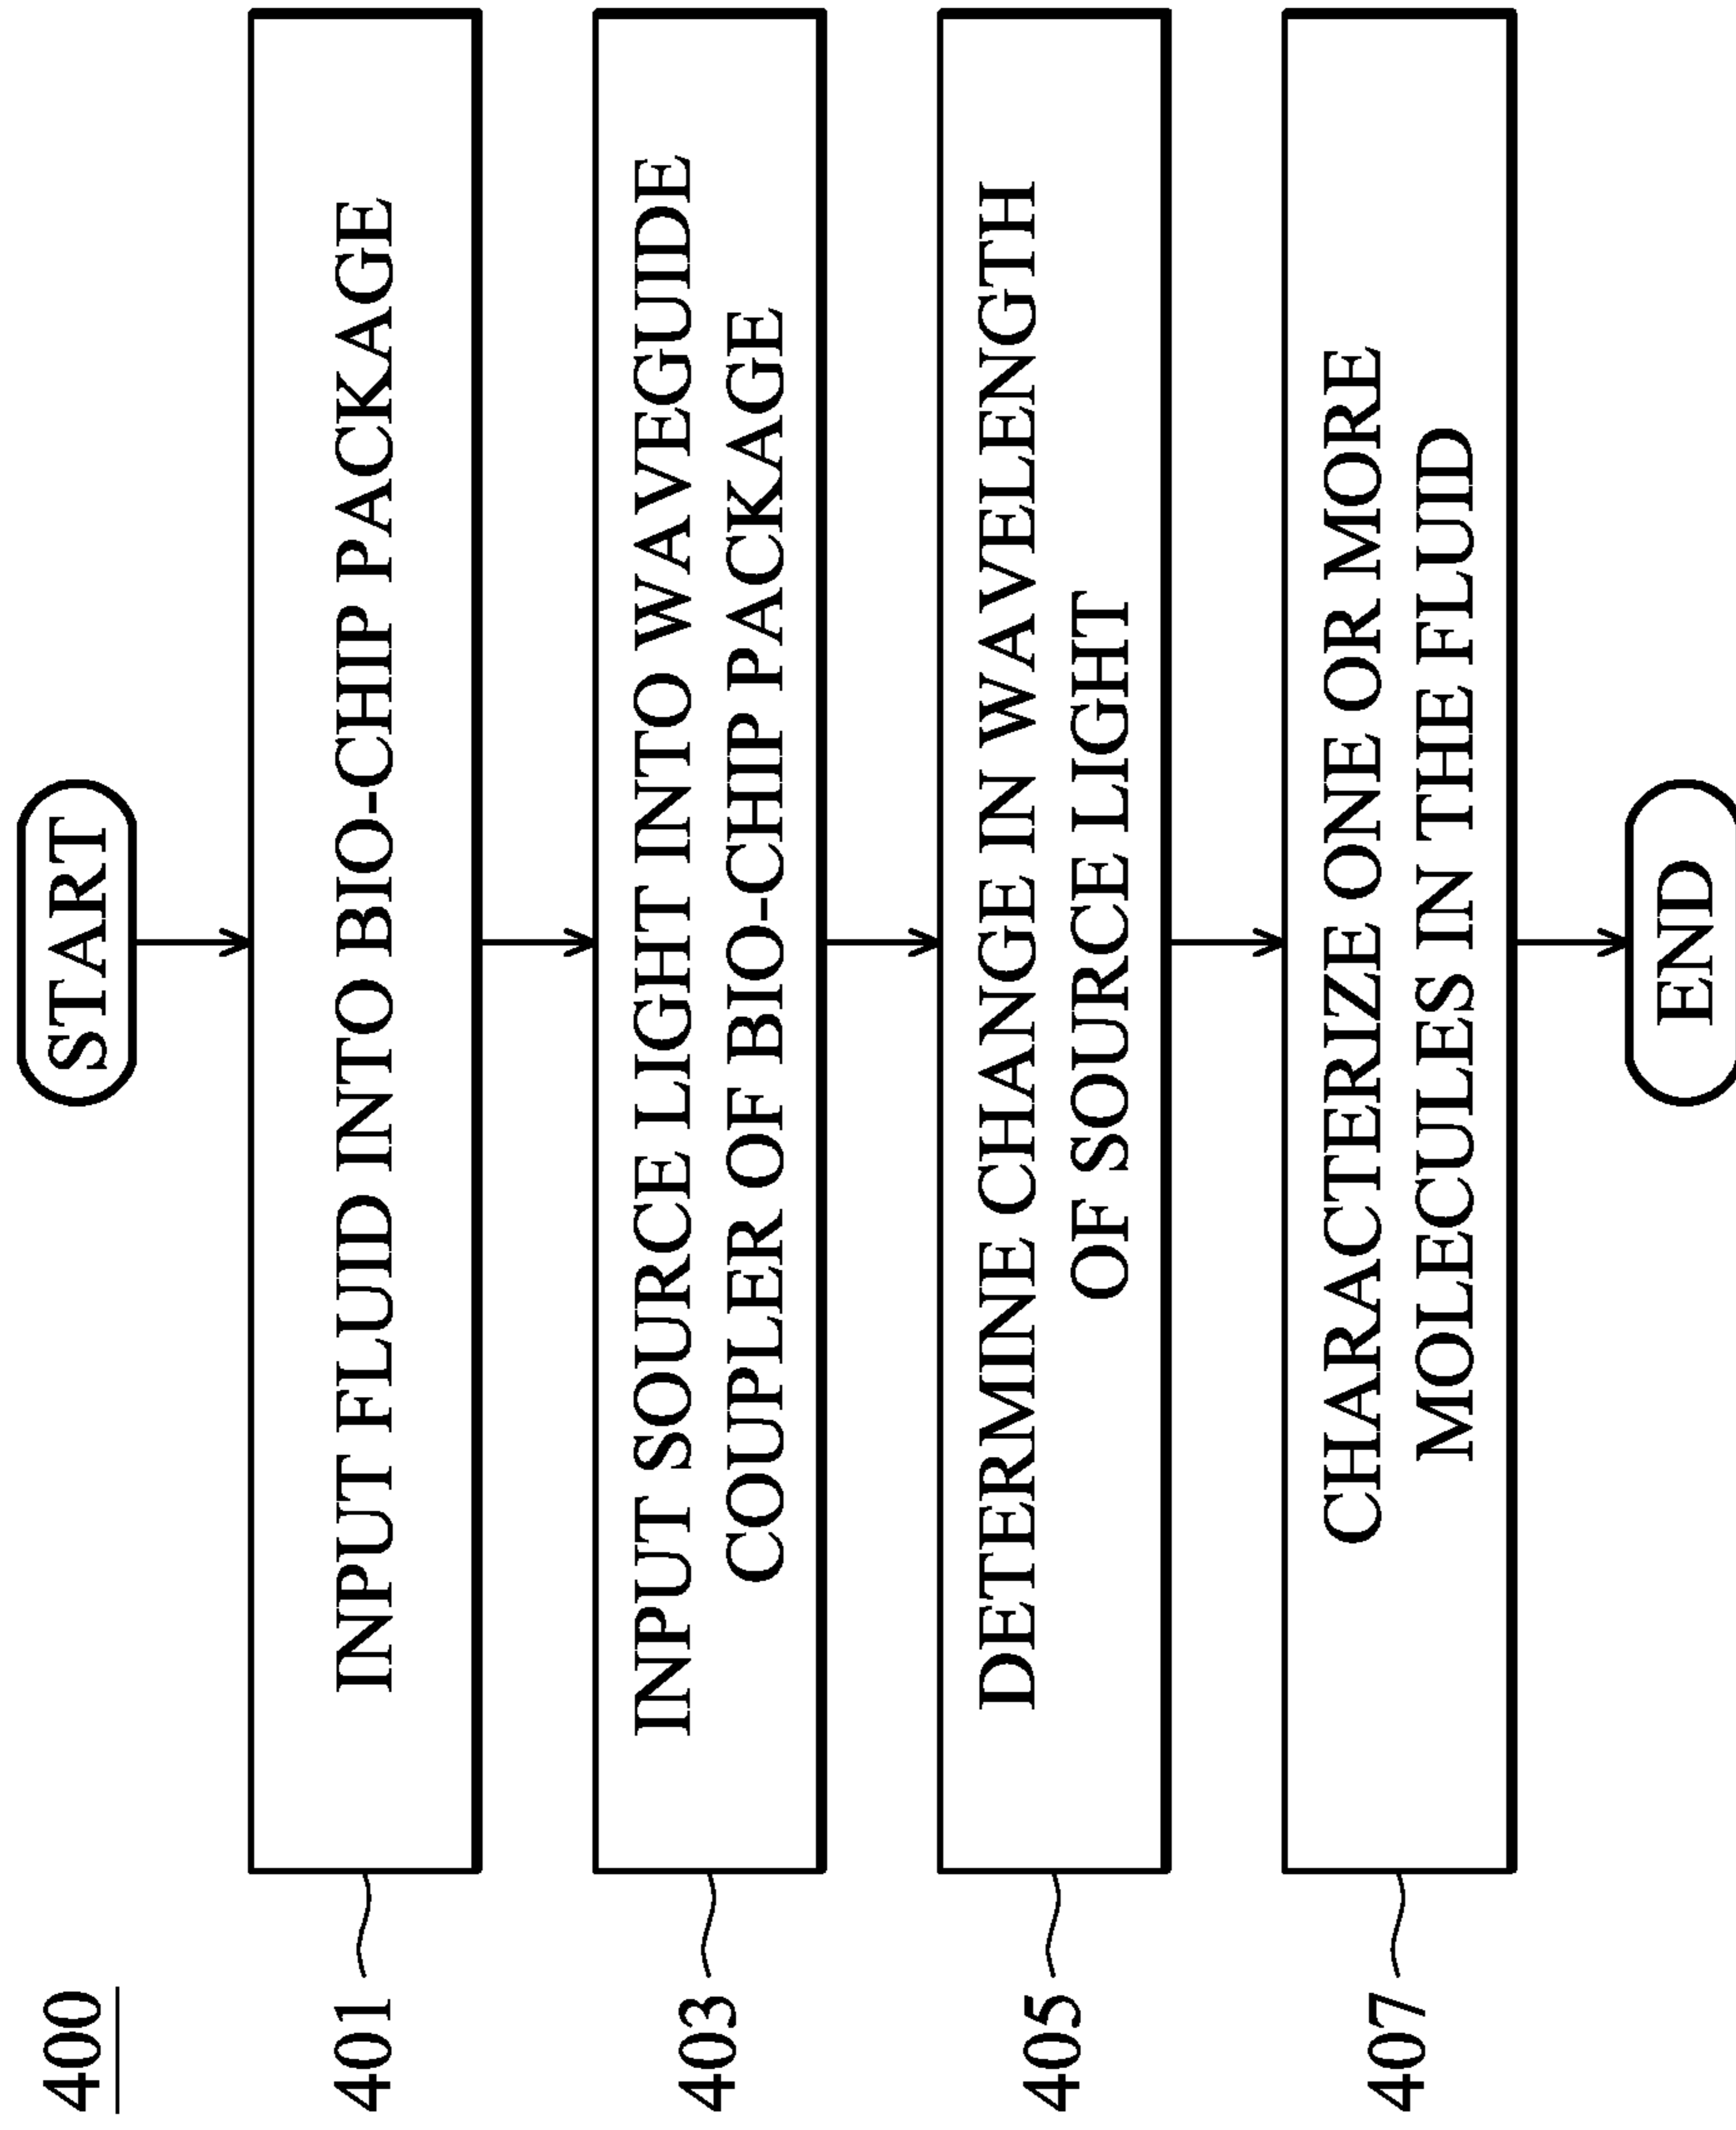 400
START
401
INPUT FLUID INTO BIO-CHIP PACKAGE
403
INPUT SOURCE LIGHT INTO WAVEGUIDE
COUPLER OF BIO-CHIP PACKAGE
405
DETERMINE CHANGE IN WAVELENGTH
OF SOURCE LIGHT
407
CHARACTERIZE ONE OR MORE
MOLECULES IN THE FLUID
END